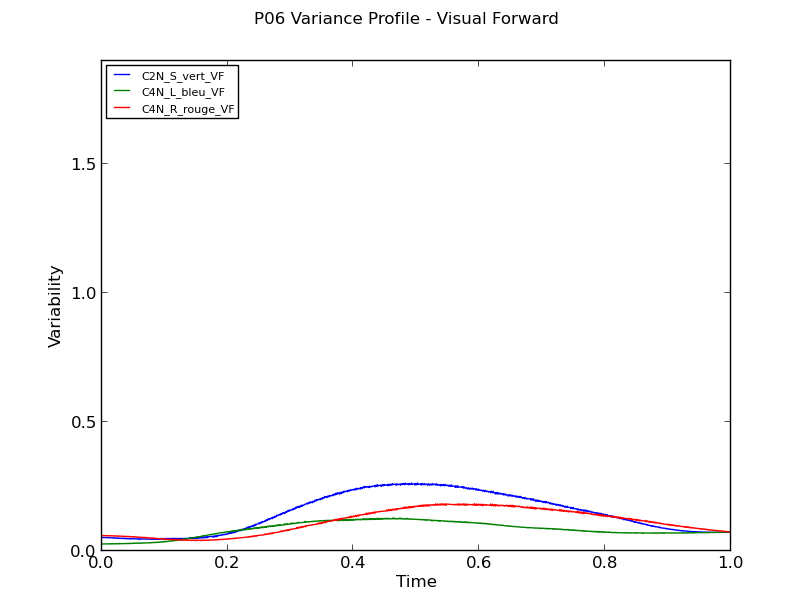 P06 Variance Profile - Visual Forward
C2N_S_vert_VF
C4N_L_bleu_VF
C4N_R_rouge_VF
1.5
1.0
0.5
0.0
Variability
0.0 0.2 0.4 0.6 0.8 1.0
Time